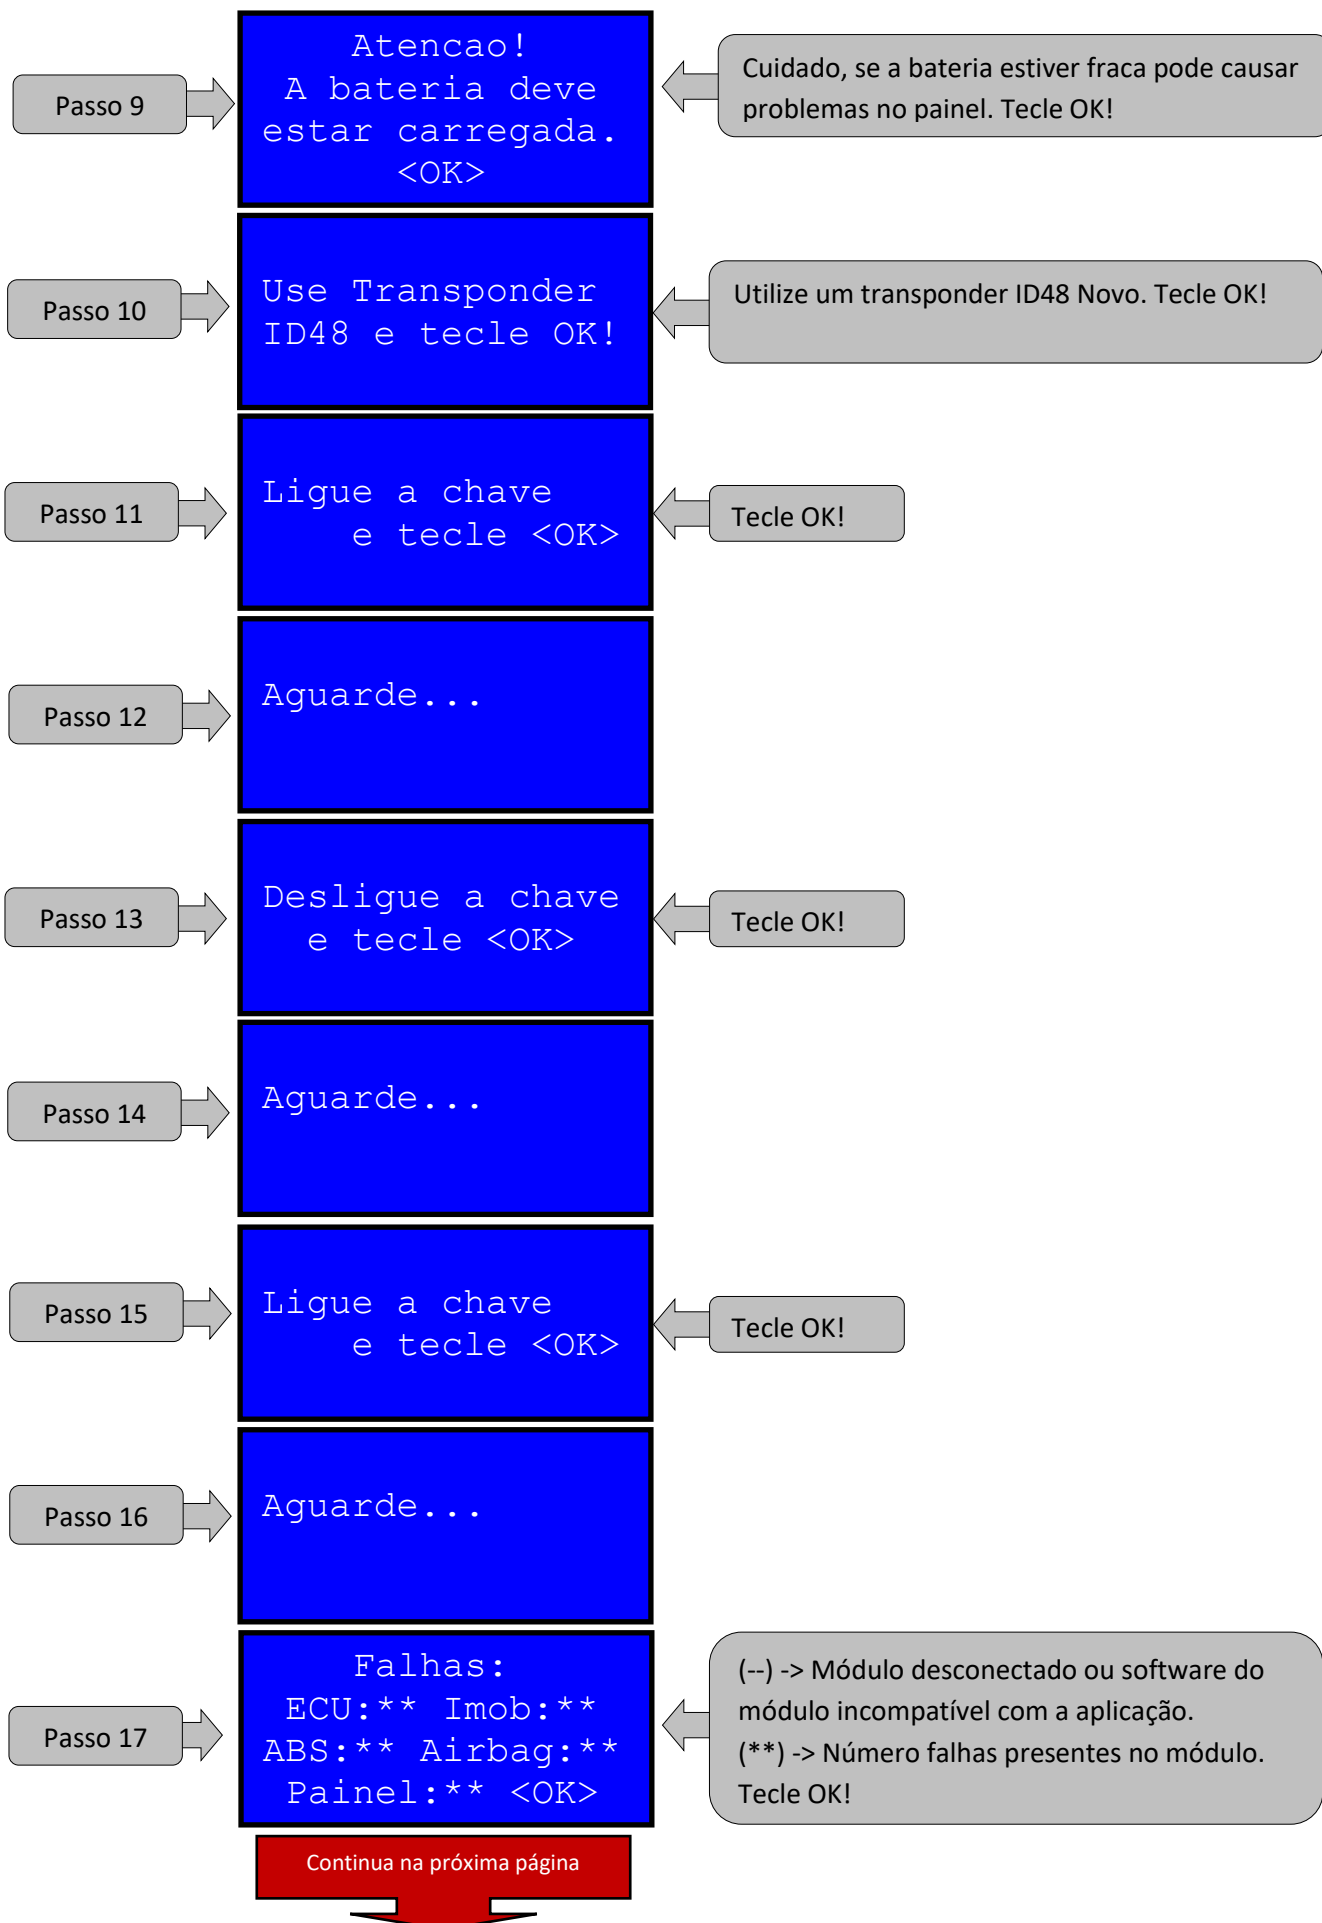 Passo 9
Atencao!
A bateria deve
estar carregada.
<OK>
Cuidado, se a bateria estiver fraca pode causar
problemas no painel. Tecle OK!
Passo 10
Use Transponder
ID48 e tecle OK!
Utilize um transponder ID48 Novo. Tecle OK!
Passo 11
Ligue a chave
e tecle <OK>
Tecle OK!
Passo 12
Aguarde...
Passo 13
Desligue a chave
e tecle <OK>
Tecle OK!
Passo 14
Aguarde...
Passo 15
Ligue a chave
e tecle <OK>
Tecle OK!
Passo 16
Aguarde...
Passo 17
Falhas:
ECU:** Imob:**
ABS:** Airbag:**
Painel:** <OK>
(--) -> Módulo desconectado ou software do
módulo incompatível com a aplicação.
(**) -> Número falhas presentes no módulo.
Tecle OK!
Continua na próxima página